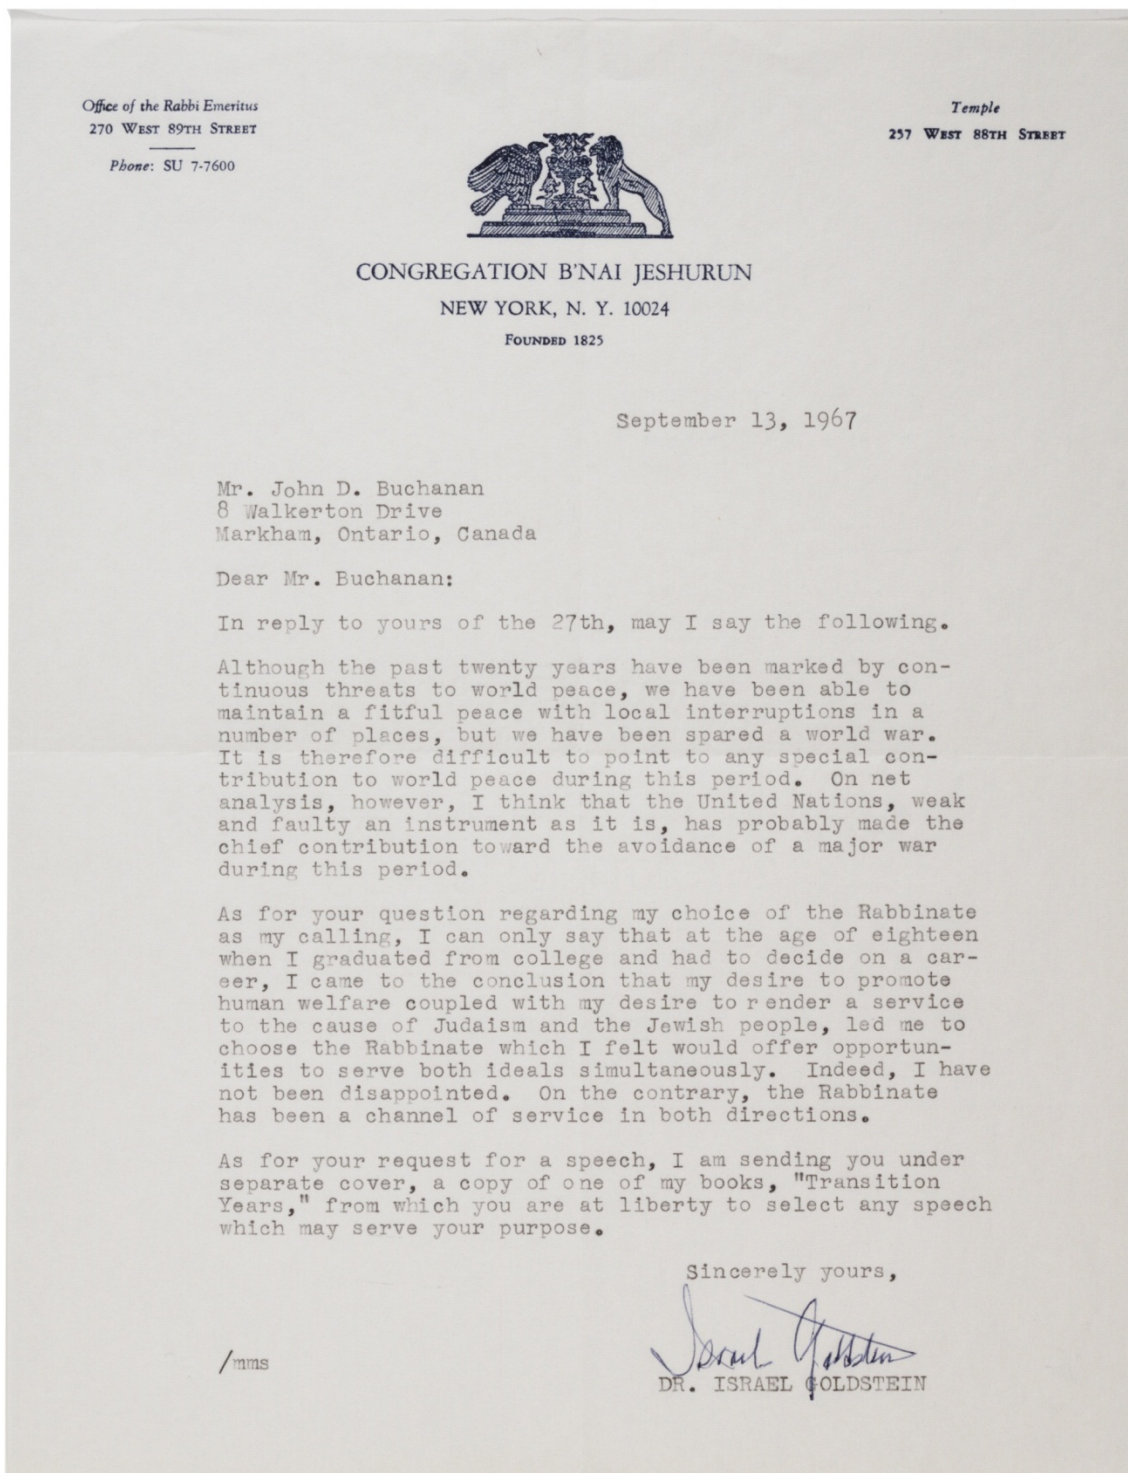 Office of the Rabbi Emeritus
270 WEST 89TH STREET
Phone: SU 7-7600
Temple
257 WEST 88TH STREET
CONGREGATION B'NAI JESHURUN
NEW YORK, N. Y. 10024
FOUNDED 1825
September 13, 1967
Mr. John D. Buchanan
8 Walkerton Drive
Markham, Ontario, Canada
Dear Mr. Buchanan:
In reply to yours of the 27th, may I say the following.
Although the past twenty years have been marked by con-
tinuous threats to world peace, we have been able to
maintain a fitful peace with local interruptions in a
number of places, but we have been spared a world war.
It is therefore difficult to point to any special con-
tribution to world peace during this period. On net
analysis, however, I think that the United Nations, weak
and faulty an instrument as it is, has probably made the
chief contribution toward the avoidance of a major war
during this period.
As for your question regarding my choice of the Rabbinate
as my calling, I can only say that at the age of eighteen
when I graduated from college and had to decide on a car-
eer, I came to the conclusion that my desire to promote
human welfare coupled with my desire to render a service
to the cause of Judaism and the Jewish people, led me to
choose the Rabbinate which I felt would offer opportun-
ities to serve both ideals simultaneously. Indeed, I have
not been disappointed. On the contrary, the Rabbinate
has been a channel of service in both directions.
As for your request for a speech, I am sending you under
separate cover, a copy of one of my books, "Transition
Years," from which you are at liberty to select any speech
which may serve your purpose.
Sincerely yours,
Israel Goldstein
/mms
DR. ISRAEL GOLDSTEIN